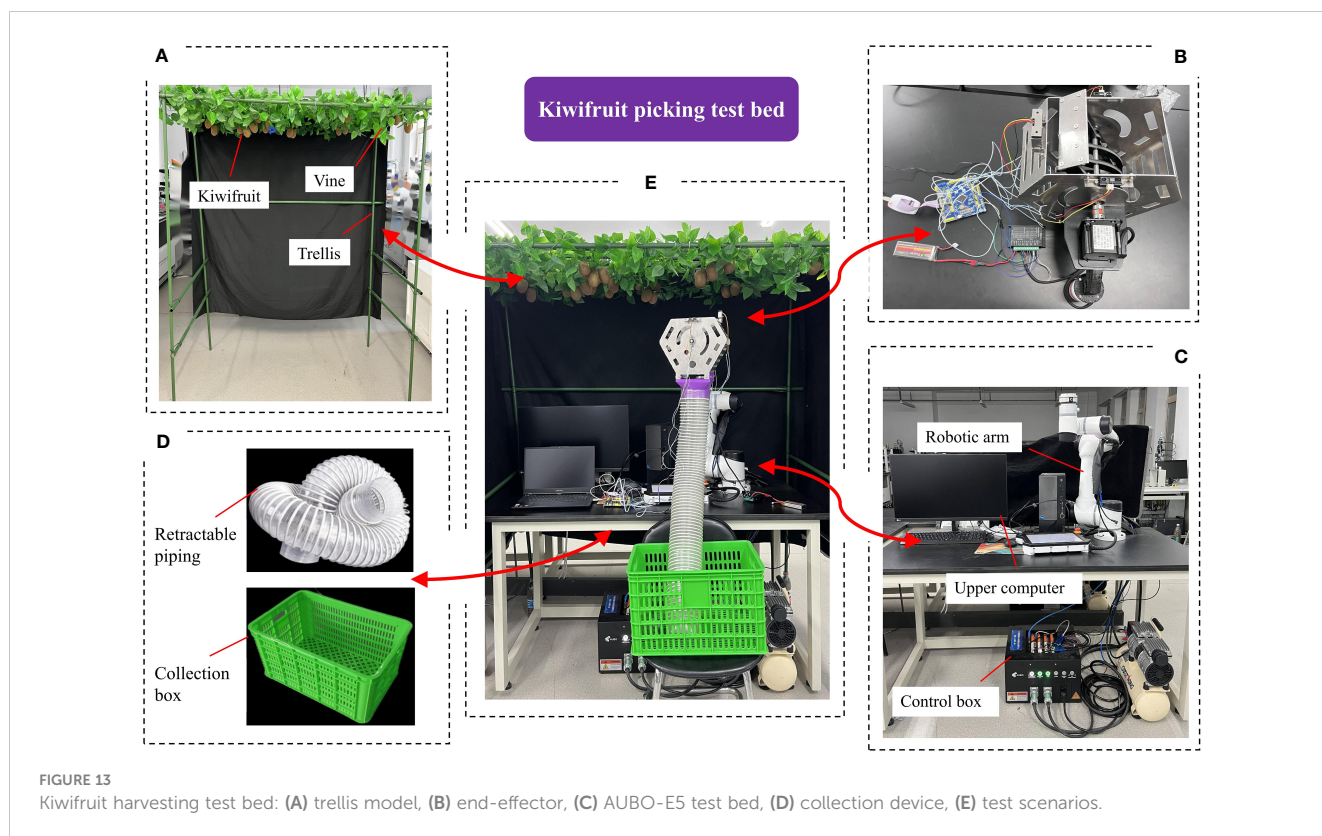 A
Kiwifruit picking test bed
B
Kiwifruit
Vine
Trellis
E
D
Retractable
piping
Collection
box
C
Robotic arm
Upper computer
Control box
FIGURE 13
Kiwifruit harvesting test bed: (A) trellis model, (B) end-effector, (C) AUBO-E5 test bed, (D) collection device, (E) test scenarios.